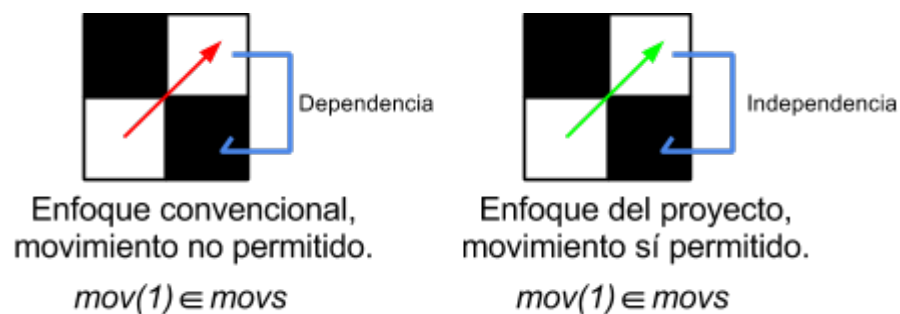 Dependencia
Enfoque convencional,
movimiento no permitido.
mov(1) ∈ movs
Independencia
Enfoque del proyecto,
movimiento sí permitido.
mov(1) ∈ movs